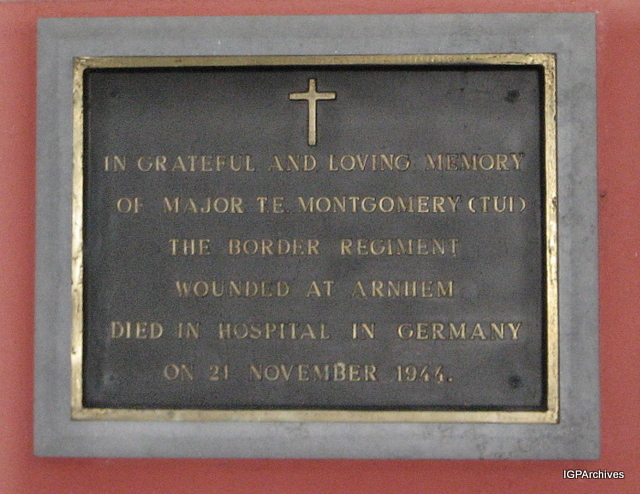 IN GRATEFUL AND LOVING MEMORY
OF MAJOR T.E. MONTGOMERY (TUI)
THE BORDER REGIMENT
WOUNDED AT ARNHEM
DIED IN HOSPITAL IN GERMANY
ON 21 NOVEMBER 1944.
IGPArchives